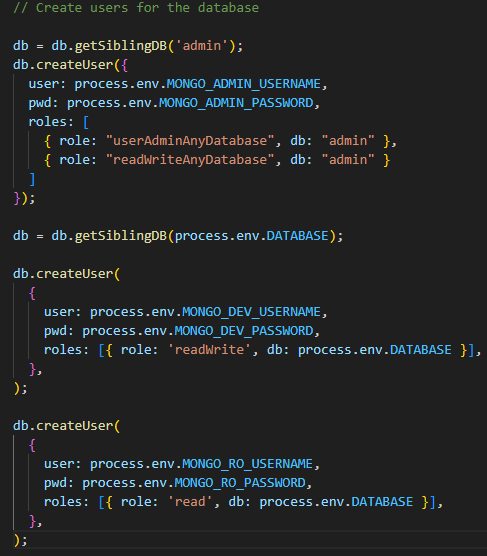 // Create users for the database
db = db.getSiblingDB('admin');
db.createUser({
  user: process.env.MONGO_ADMIN_USERNAME,
  pwd: process.env.MONGO_ADMIN_PASSWORD,
  roles: [
    { role: "userAdminAnyDatabase", db: "admin" },
    { role: "readWriteAnyDatabase", db: "admin" }
  ]
});
db = db.getSiblingDB(process.env.DATABASE);
db.createUser(
  {
    user: process.env.MONGO_DEV_USERNAME,
    pwd: process.env.MONGO_DEV_PASSWORD,
    roles: [{ role: 'readWrite', db: process.env.DATABASE }],
  },
);
db.createUser(
  {
    user: process.env.MONGO_RO_USERNAME,
    pwd: process.env.MONGO_RO_PASSWORD,
    roles: [{ role: 'read', db: process.env.DATABASE }],
  },
);